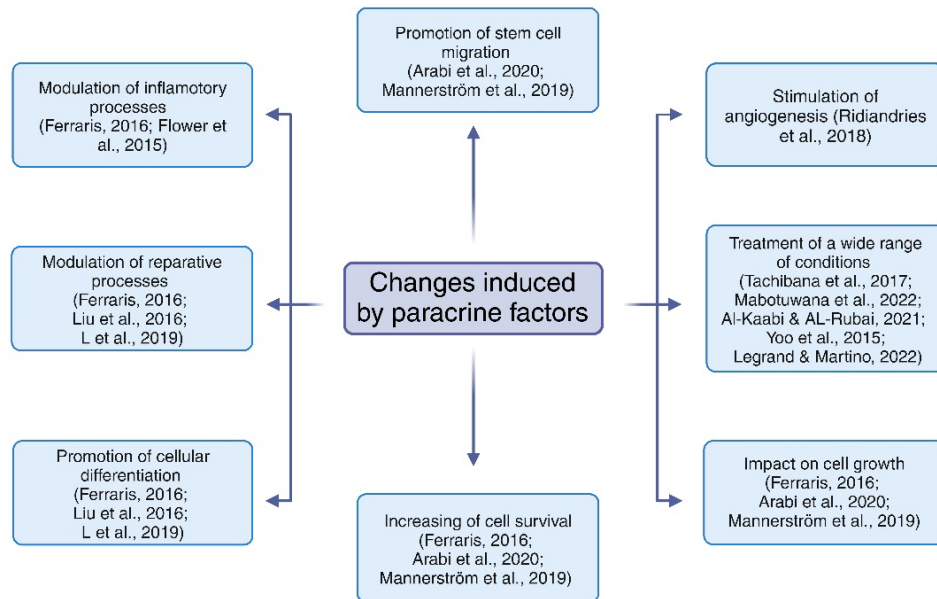 Promotion of stem cell
migration
(Arabi et al., 2020;
Mannerström et al., 2019)
Modulation of inflamotory
processes
(Ferraris, 2016; Flower et
al., 2015)
Stimulation of
angiogenesis (Ridiandries
et al., 2018)
Modulation of reparative
processes
(Ferraris, 2016;
Liu et al., 2016;
L et al., 2019)
Changes induced
by paracrine factors
Treatment of a wide range
of conditions
(Tachibana et al., 2017;
Mabotuwana et al., 2022;
Al-Kaabi & AL-Rubai, 2021;
Yoo et al., 2015;
Legrand & Martino, 2022)
Promotion of cellular
differentiation
(Ferraris, 2016;
Liu et al., 2016;
L et al., 2019)
Increasing of cell survival
(Ferraris, 2016;
Arabi et al., 2020;
Mannerström et al., 2019)
Impact on cell growth
(Ferraris, 2016;
Arabi et al., 2020;
Mannerström et al., 2019)